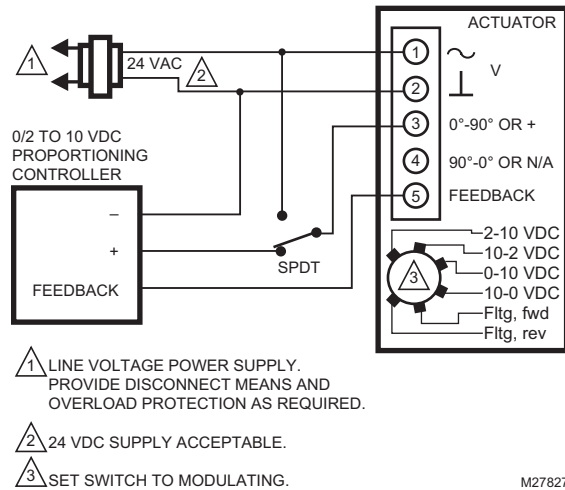 ACTUATOR
1
24 VAC
2
1
V
2
3
0°-90° OR +
0/2 TO 10 VDC
PROPORTIONING
CONTROLLER
4
90°-0° OR N/A
5
FEEDBACK
–
+
FEEDBACK
SPDT
3
2-10 VDC
10-2 VDC
0-10 VDC
10-0 VDC
Fltg, fwd
Fltg, rev
1 LINE VOLTAGE POWER SUPPLY.
PROVIDE DISCONNECT MEANS AND
OVERLOAD PROTECTION AS REQUIRED.
2 24 VDC SUPPLY ACCEPTABLE.
3 SET SWITCH TO MODULATING.
M27827